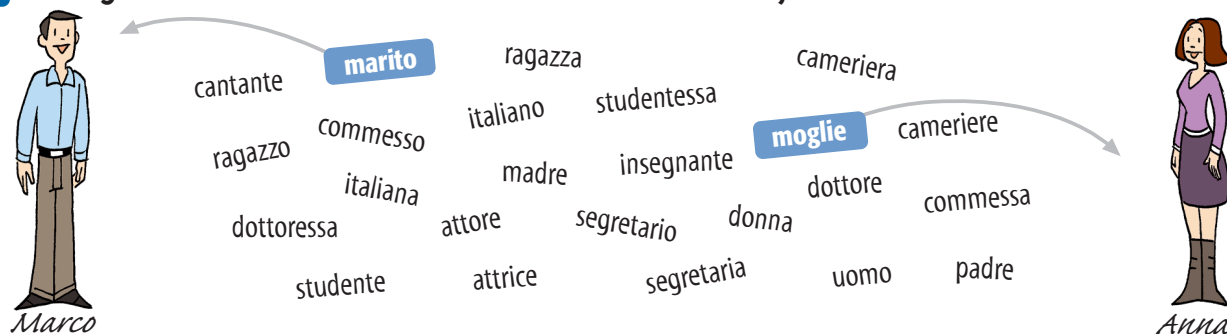 marito
ragazza
cameriera
cantante
italiano
studentessa
commesso
moglie
cameriere
ragazzo
madre
insegnante
italiana
dottore
commessa
dottoressa
attore
segretario
donna
studente
attrice
segretaria
uomo
padre
Marco
Anna